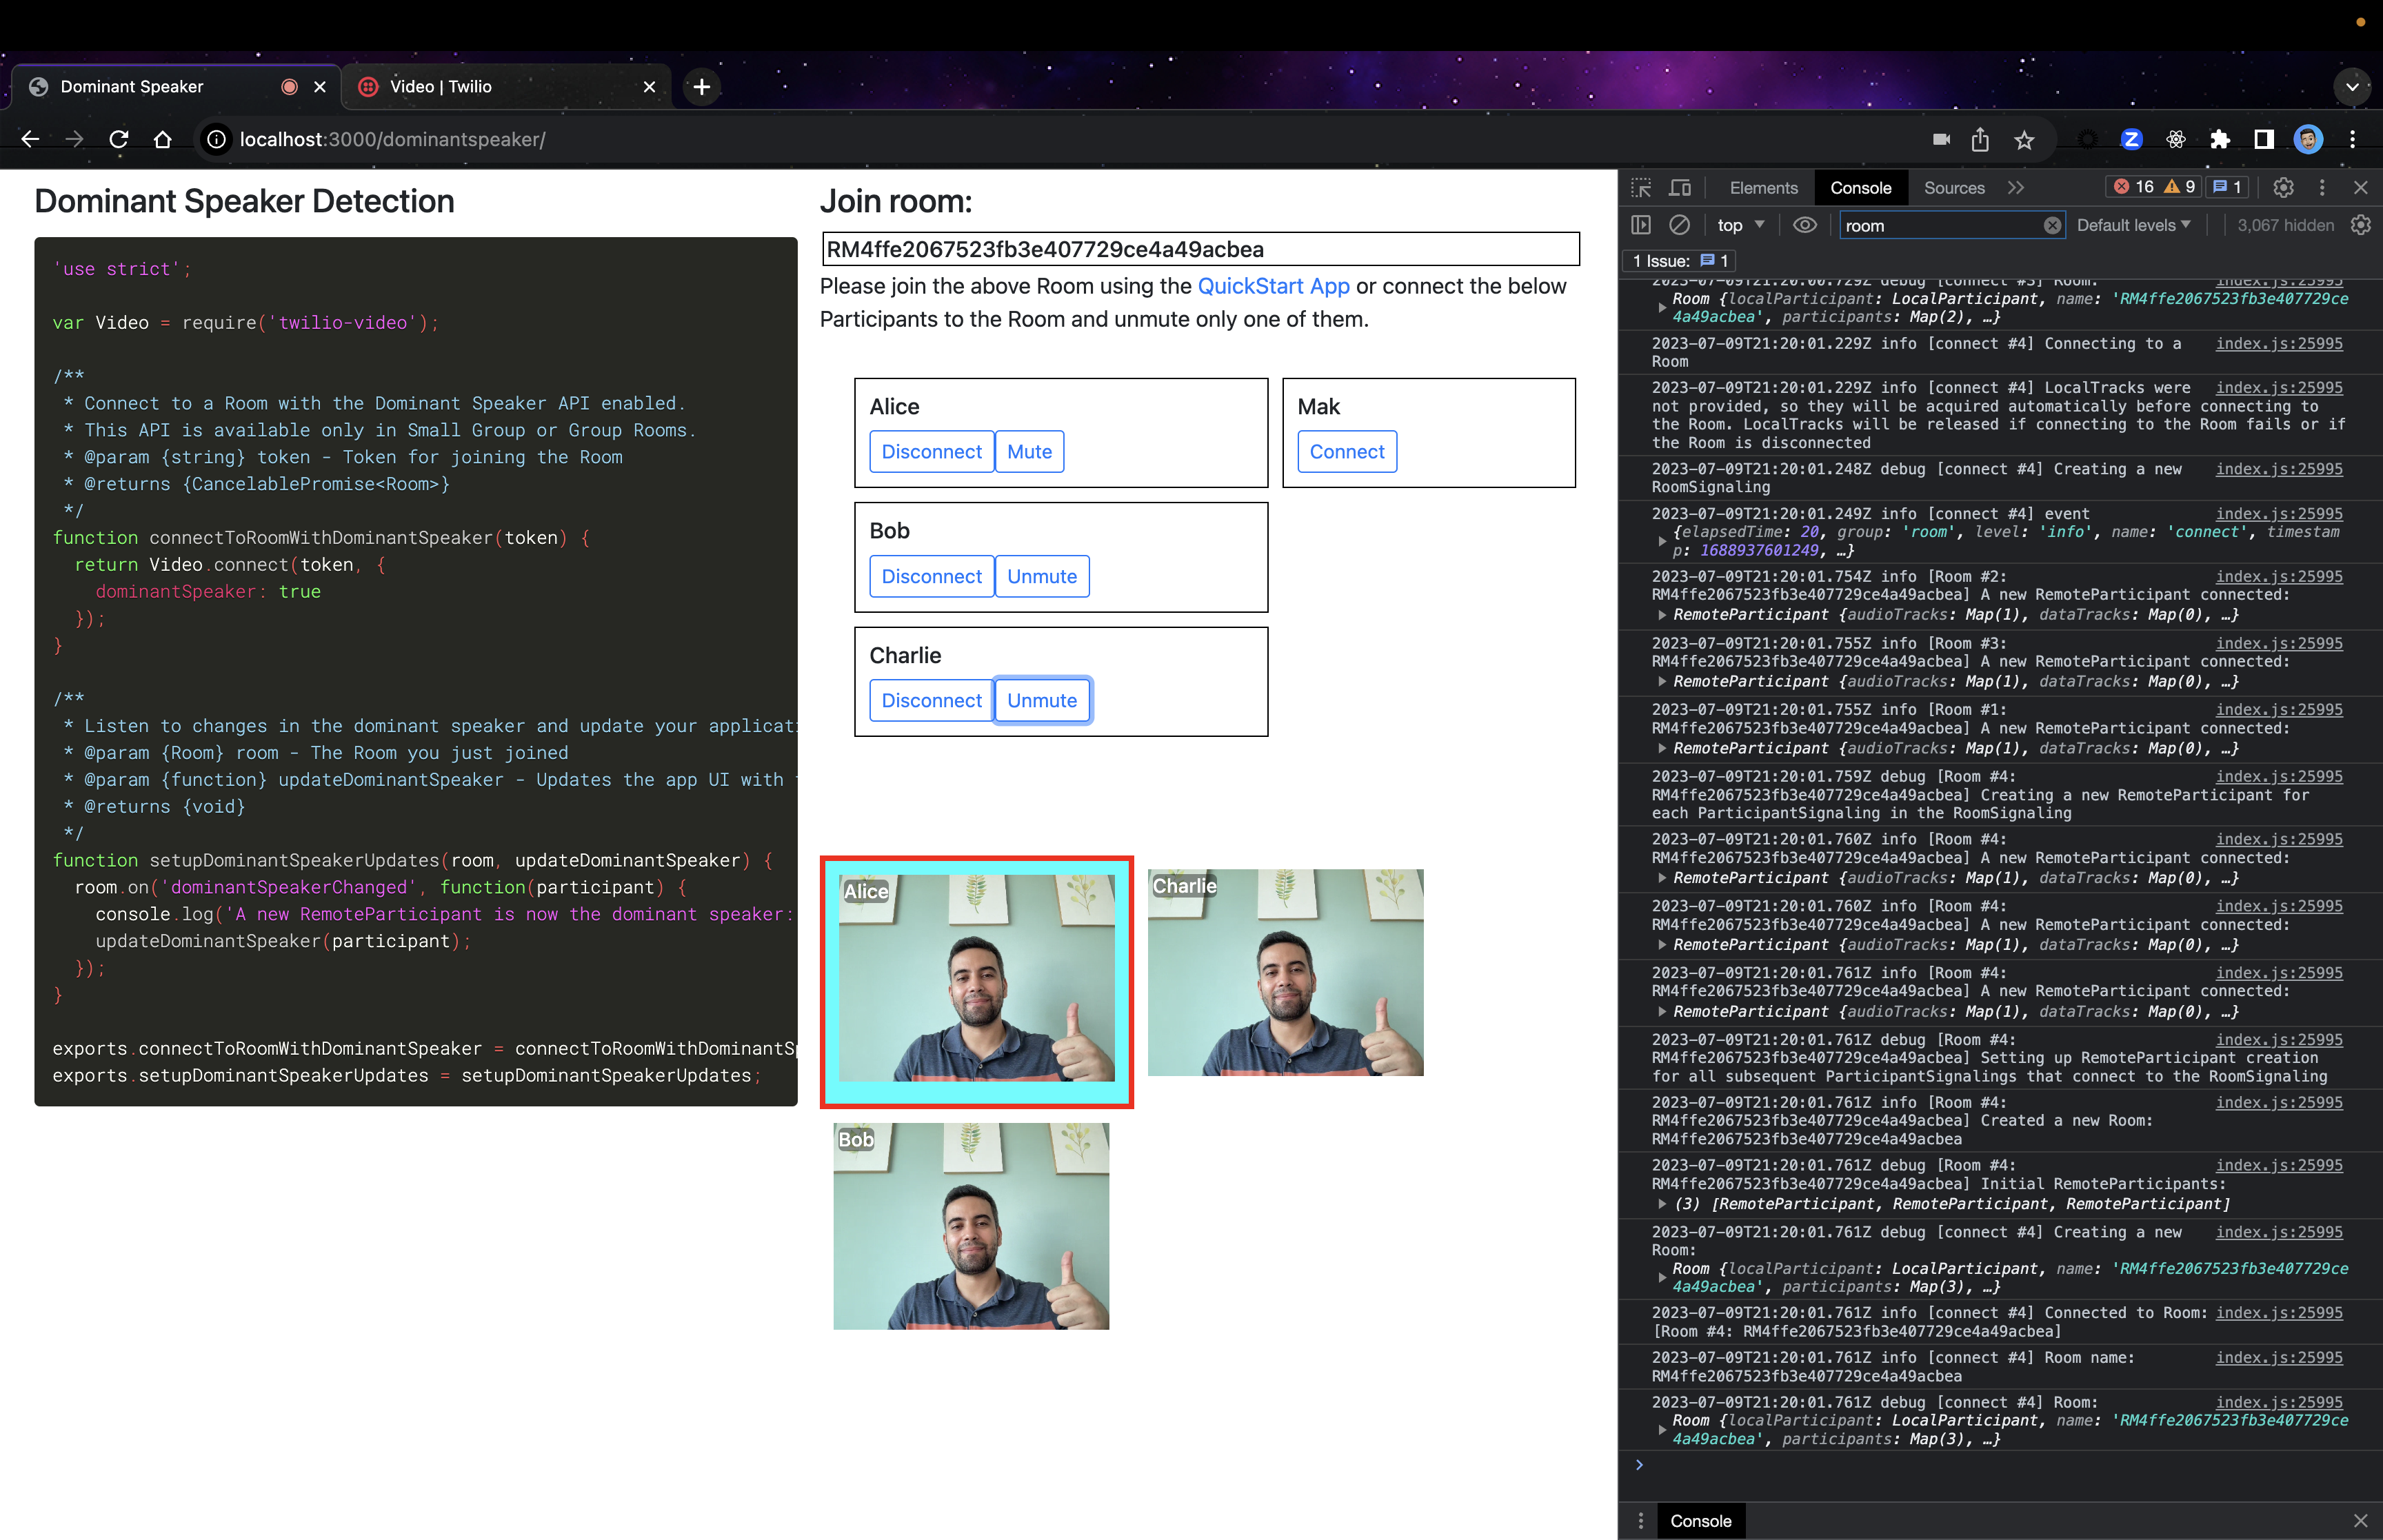 Dominant Speaker
Video | Twilio
localhost:3000/dominantspeaker/
Dominant Speaker Detection
'use strict';
var Video = require('twilio-video');
/**
* Connect to a Room with the Dominant Speaker API enabled.
* This API is available only in Small Group or Group Rooms.
* @param {string} token - Token for joining the Room
* @returns {CancelablePromise<Room>}
*/
function connectToRoomWithDominantSpeaker(token) {
return Video.connect(token, {
dominantSpeaker: true
});
}
/**
* Listen to changes in the dominant speaker and update your applicati
* @param {Room} room - The Room you just joined
* @param {function} updateDominantSpeaker - Updates the app UI with
* @returns {void}
*/
function setupDominantSpeakerUpdates(room, updateDominantSpeaker) {
room.on('dominantSpeakerChanged', function(participant) {
console.log('A new RemoteParticipant is now the dominant speaker:
updateDominantSpeaker(participant);
});
}
exports.connectToRoomWithDominantSpeaker = connectToRoomWithDominantSp
exports.setupDominantSpeakerUpdates = setupDominantSpeakerUpdates;
Join room:
RM4ffe2067523fb3e407729ce4a49acbea
Please join the above Room using the QuickStart App or connect the below
Participants to the Room and unmute only one of them.
Alice
Disconnect Mute
Mak
Connect
Bob
Disconnect Unmute
Charlie
Disconnect Unmute
Alice
Charlie
Bob
Elements Console Sources 16 9 1
top room Default levels 3,067 hidden
1 Issue: 1
2023-07-09T21:20:00.729Z debug [connect #3] Room: index.js:25995
Room {localParticipant: LocalParticipant, name: 'RM4ffe2067523fb3e407729ce
4a49acbea', participants: Map(2), …}
2023-07-09T21:20:01.229Z info [connect #4] Connecting to a index.js:25995
Room
2023-07-09T21:20:01.229Z info [connect #4] LocalTracks were index.js:25995
not provided, so they will be acquired automatically before connecting to
the Room. LocalTracks will be released if connecting to the Room fails or if
the Room is disconnected
2023-07-09T21:20:01.248Z debug [connect #4] Creating a new index.js:25995
RoomSignaling
2023-07-09T21:20:01.249Z info [connect #4] event index.js:25995
{elapsedTime: 20, group: 'room', level: 'info', name: 'connect', timestam
p: 1688937601249, …}
2023-07-09T21:20:01.754Z info [Room #2: index.js:25995
RM4ffe2067523fb3e407729ce4a49acbea] A new RemoteParticipant connected:
RemoteParticipant {audioTracks: Map(1), dataTracks: Map(0), …}
2023-07-09T21:20:01.755Z info [Room #3: index.js:25995
RM4ffe2067523fb3e407729ce4a49acbea] A new RemoteParticipant connected:
RemoteParticipant {audioTracks: Map(1), dataTracks: Map(0), …}
2023-07-09T21:20:01.755Z info [Room #1: index.js:25995
RM4ffe2067523fb3e407729ce4a49acbea] A new RemoteParticipant connected:
RemoteParticipant {audioTracks: Map(1), dataTracks: Map(0), …}
2023-07-09T21:20:01.759Z debug [Room #4: index.js:25995
RM4ffe2067523fb3e407729ce4a49acbea] Creating a new RemoteParticipant for
each ParticipantSignaling in the RoomSignaling
2023-07-09T21:20:01.760Z info [Room #4: index.js:25995
RM4ffe2067523fb3e407729ce4a49acbea] A new RemoteParticipant connected:
RemoteParticipant {audioTracks: Map(1), dataTracks: Map(0), …}
2023-07-09T21:20:01.760Z info [Room #4: index.js:25995
RM4ffe2067523fb3e407729ce4a49acbea] A new RemoteParticipant connected:
RemoteParticipant {audioTracks: Map(1), dataTracks: Map(0), …}
2023-07-09T21:20:01.761Z info [Room #4: index.js:25995
RM4ffe2067523fb3e407729ce4a49acbea] A new RemoteParticipant connected:
RemoteParticipant {audioTracks: Map(1), dataTracks: Map(0), …}
2023-07-09T21:20:01.761Z debug [Room #4: index.js:25995
RM4ffe2067523fb3e407729ce4a49acbea] Setting up RemoteParticipant creation
for all subsequent ParticipantSignalings that connect to the RoomSignaling
2023-07-09T21:20:01.761Z info [Room #4: index.js:25995
RM4ffe2067523fb3e407729ce4a49acbea] Created a new Room:
RM4ffe2067523fb3e407729ce4a49acbea
2023-07-09T21:20:01.761Z debug [Room #4: index.js:25995
RM4ffe2067523fb3e407729ce4a49acbea] Initial RemoteParticipants:
(3) [RemoteParticipant, RemoteParticipant, RemoteParticipant]
2023-07-09T21:20:01.761Z debug [connect #4] Creating a new index.js:25995
Room:
Room {localParticipant: LocalParticipant, name: 'RM4ffe2067523fb3e407729ce
4a49acbea', participants: Map(3), …}
2023-07-09T21:20:01.761Z info [connect #4] Connected to Room: index.js:25995
[Room #4: RM4ffe2067523fb3e407729ce4a49acbea]
2023-07-09T21:20:01.761Z info [connect #4] Room name: index.js:25995
RM4ffe2067523fb3e407729ce4a49acbea
2023-07-09T21:20:01.761Z debug [connect #4] Room: index.js:25995
Room {localParticipant: LocalParticipant, name: 'RM4ffe2067523fb3e407729ce
4a49acbea', participants: Map(3), …}
Console